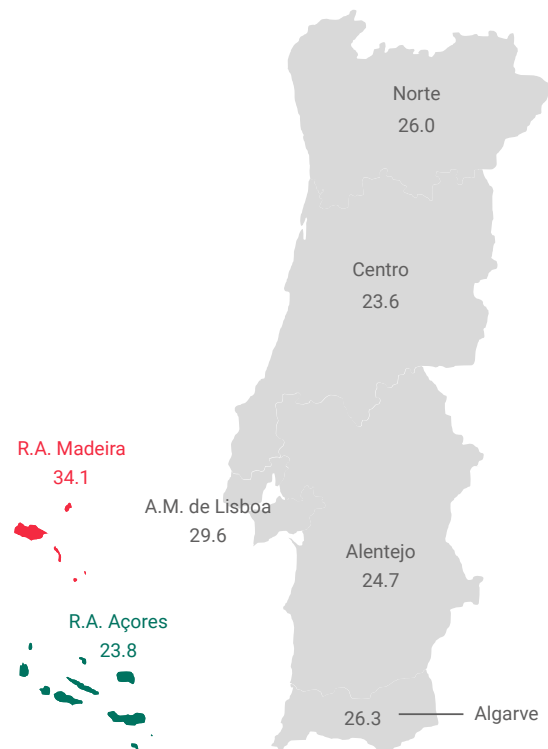 Norte
26.0
Centro
23.6
R.A. Madeira
34.1
A.M. de Lisboa
29.6
Alentejo
24.7
R.A. Açores
23.8
26.3
Algarve